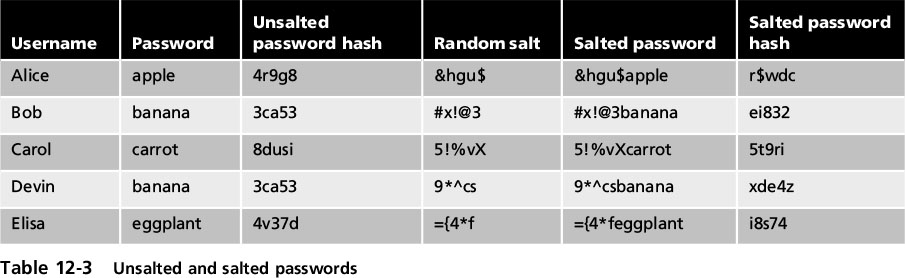 Username Password Unsalted password hash Random salt Salted password Salted password hash
Alice apple 4r9g8 &hgu$ &hgu$apple r$wdc
Bob banana 3ca53 #x!@3 #x!@3banana ei832
Carol carrot 8dusi 5!%vX 5!%vXcarrot 5t9ri
Devin banana 3ca53 9*^cs 9*^csbanana xde4z
Elisa eggplant 4v37d ={4*f ={4*feggplant i8s74
Table 12-3 Unsalted and salted passwords